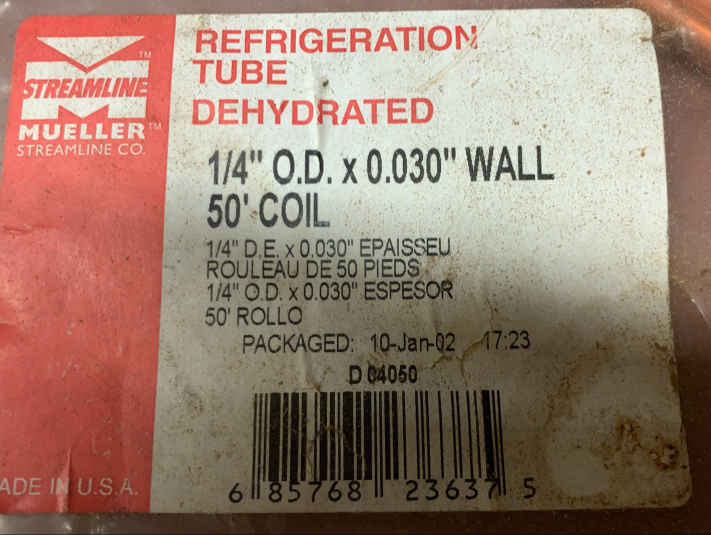 STREAMLINE
MUELLER™
STREAMLINE CO.
REFRIGERATION
TUBE
DEHYDRATED
1/4" O.D. x 0.030" WALL
50' COIL
1/4" D.E. x 0.030" EPAISSEU
ROULEAU DE 50 PIEDS
1/4" O.D. x 0.030" ESPESOR
50' ROLLO
PACKAGED: 10-Jan-02 17:23
D 04050
6 85768 23637 5
ADE IN U.S.A.